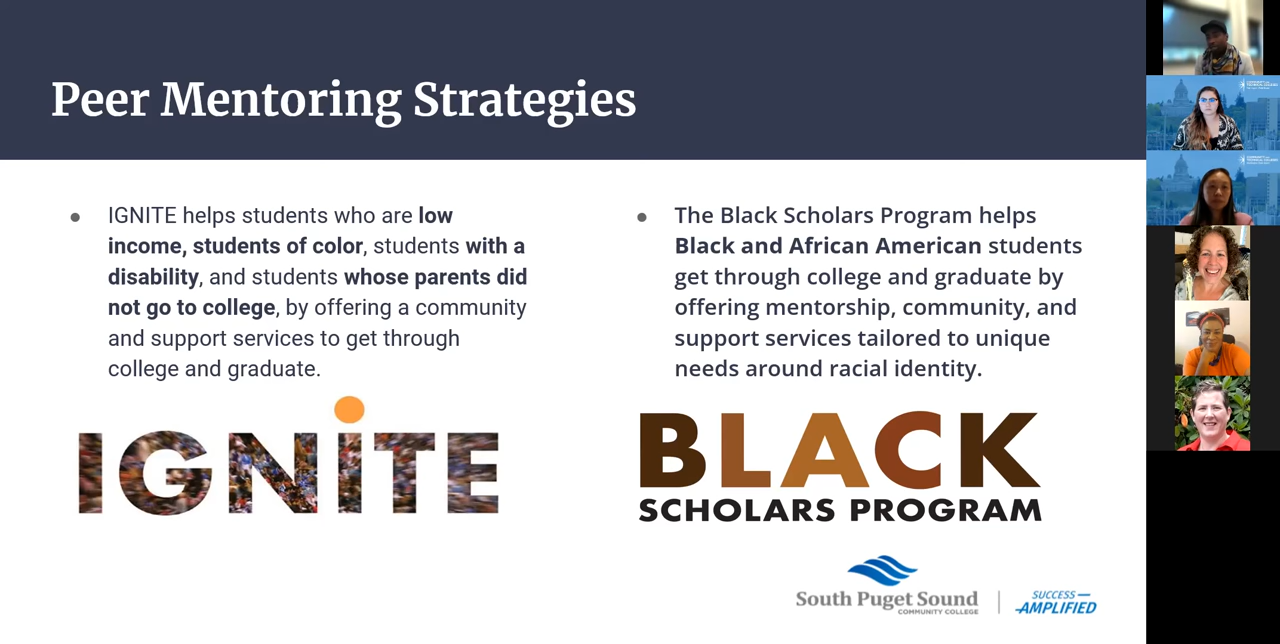 Peer Mentoring Strategies
IGNITE helps students who are low
income, students of color, students with a
disability, and students whose parents did
not go to college, by offering a community
and support services to get through
college and graduate.
IGNiTE
The Black Scholars Program helps
Black and African American students
get through college and graduate by
offering mentorship, community, and
support services tailored to unique
needs around racial identity.
BLACK
SCHOLARS PROGRAM
South Puget Sound
COMMUNITY COLLEGE
SUCCESS
AMPLIFIED